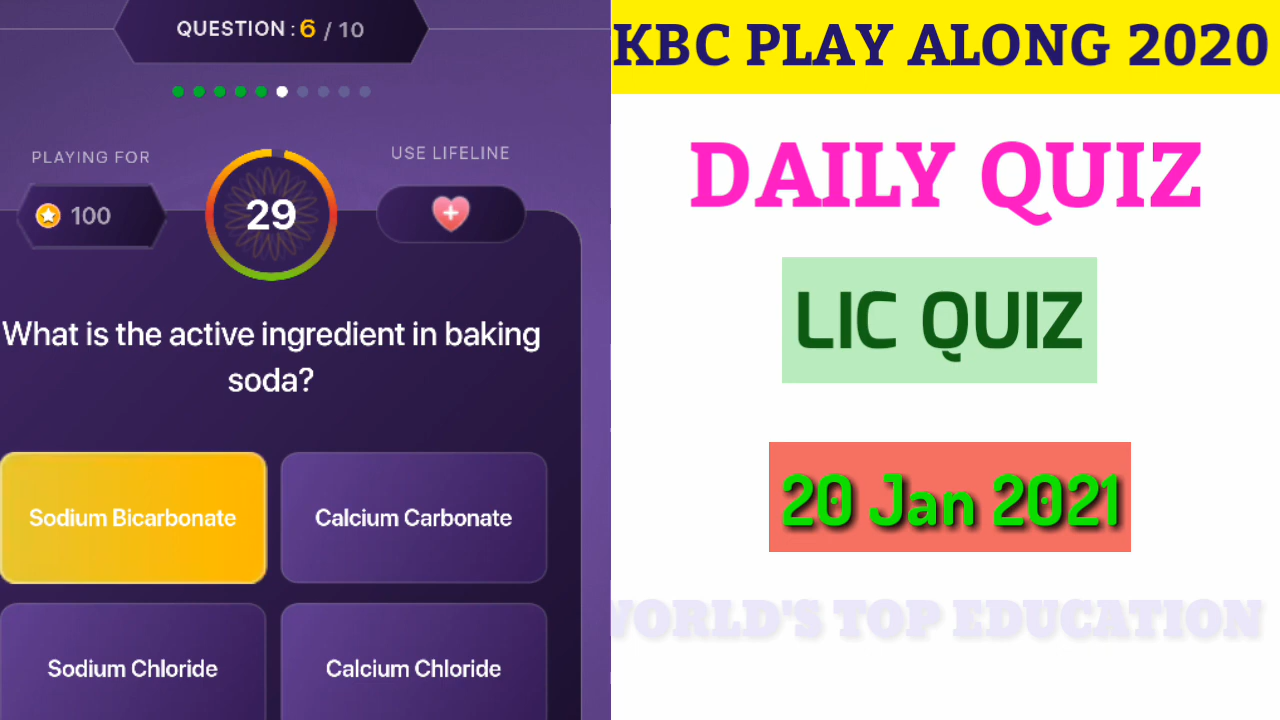 QUESTION : 6 / 10
PLAYING FOR
100
29
USE LIFELINE
What is the active ingredient in baking
soda?
Sodium Bicarbonate
Calcium Carbonate
Sodium Chloride
Calcium Chloride
KBC PLAY ALONG 2020
DAILY QUIZ
LIC QUIZ
20 Jan 2021
WORLD'S TOP EDUCATION